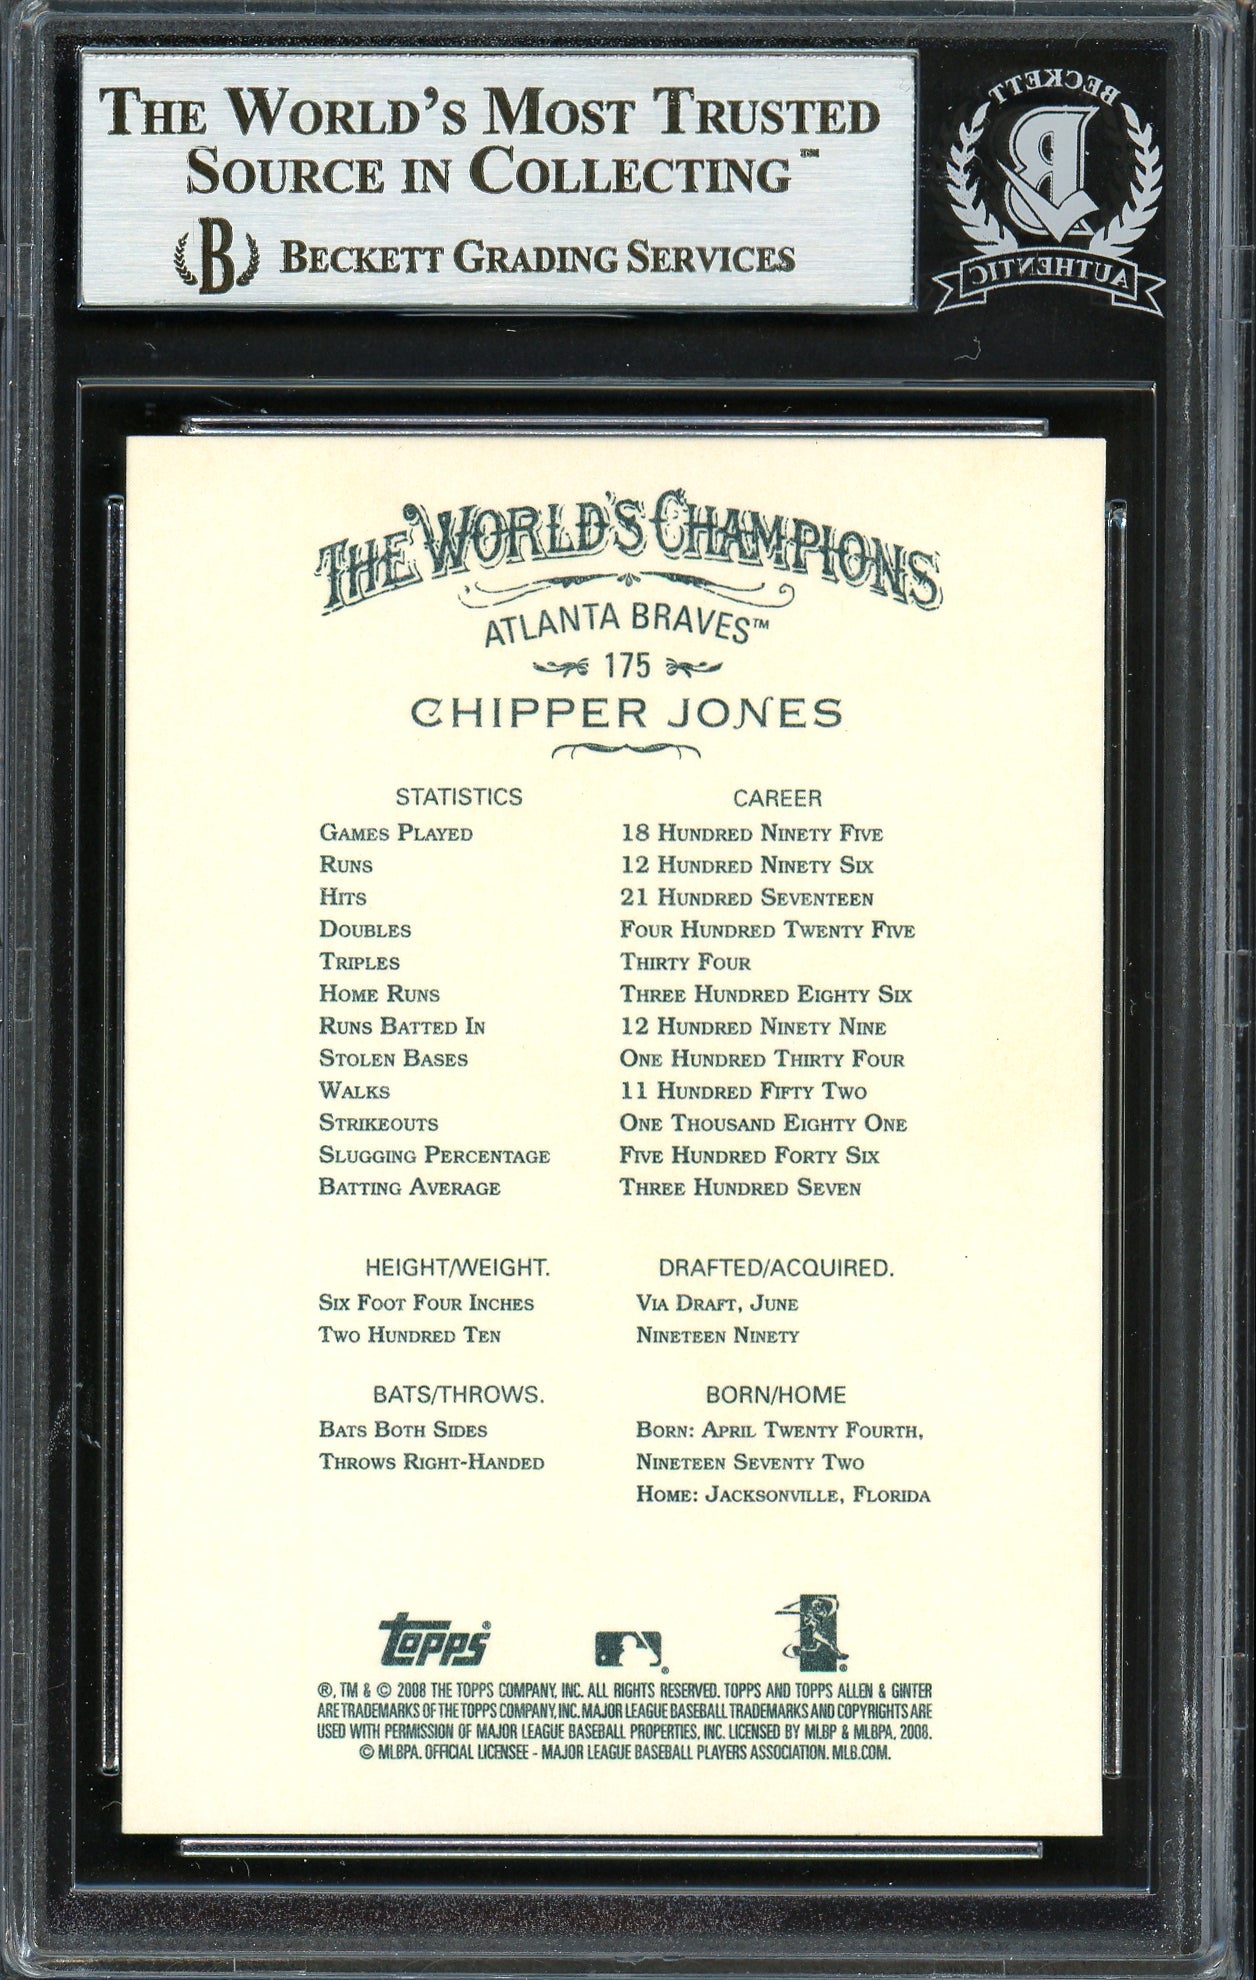 THE WORLD'S MOST TRUSTED
SOURCE IN COLLECTING™
B BECKETT GRADING SERVICES
BECKETT
B
AUTHENTIC
THE WORLD'S CHAMPIONS
ATLANTA BRAVES™
175
CHIPPER JONES
STATISTICS CAREER
GAMES PLAYED 18 HUNDRED NINETY FIVE
RUNS 12 HUNDRED NINETY SIX
HITS 21 HUNDRED SEVENTEEN
DOUBLES FOUR HUNDRED TWENTY FIVE
TRIPLES THIRTY FOUR
HOME RUNS THREE HUNDRED EIGHTY SIX
RUNS BATTED IN 12 HUNDRED NINETY NINE
STOLEN BASES ONE HUNDRED THIRTY FOUR
WALKS 11 HUNDRED FIFTY TWO
STRIKEOUTS ONE THOUSAND EIGHTY ONE
SLUGGING PERCENTAGE FIVE HUNDRED FORTY SIX
BATTING AVERAGE THREE HUNDRED SEVEN
HEIGHT/WEIGHT. DRAFTED/ACQUIRED.
SIX FOOT FOUR INCHES VIA DRAFT, JUNE
TWO HUNDRED TEN NINETEEN NINETY
BATS/THROWS. BORN/HOME
BATS BOTH SIDES BORN: APRIL TWENTY FOURTH,
THROWS RIGHT-HANDED NINETEEN SEVENTY TWO
HOME: JACKSONVILLE, FLORIDA
topps® ® ®
®, TM & © 2008 THE TOPPS COMPANY, INC. ALL RIGHTS RESERVED. TOPPS AND TOPPS ALLEN & GINTER
ARE TRADEMARKS OF THE TOPPS COMPANY, INC. MAJOR LEAGUE BASEBALL TRADEMARKS AND COPYRIGHTS ARE
USED WITH PERMISSION OF MAJOR LEAGUE BASEBALL PROPERTIES, INC. LICENSED BY MLBP & MLBPA, 2008.
© MLBPA. OFFICIAL LICENSEE - MAJOR LEAGUE BASEBALL PLAYERS ASSOCIATION. MLB.COM.